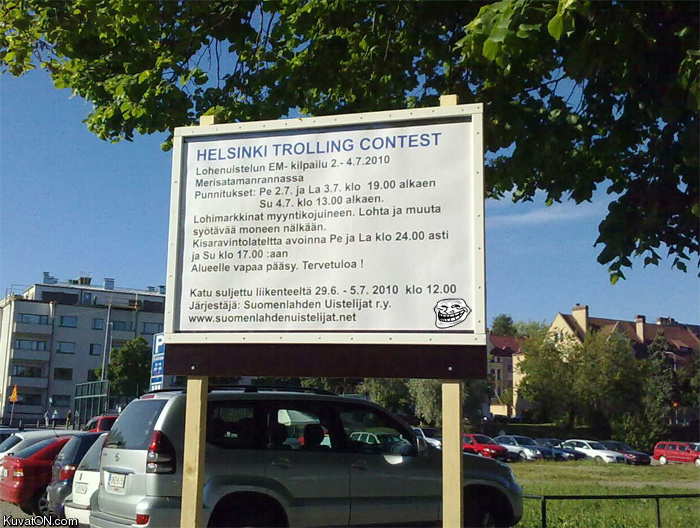 HELSINKI TROLLING CONTEST
Lohenuistelun EM- kilpailu 2.- 4.7.2010
Merisatamanrannassa
Punnitukset: Pe 2.7. ja La 3.7. klo 19.00 alkaen
Su 4.7. klo 13.00 alkaen.
Lohimarkkinat myyntikojuineen. Lohta ja muuta
syötävää moneen nälkään.
Kisaravintolateltta avoinna Pe ja La klo 24.00 asti
ja Su klo 17.00 :aan
Alueelle vapaa pääsy. Tervetuloa !
Katu suljettu liikenteeltä 29.6. - 5.7. 2010 klo 12.00
Järjestäjä: Suomenlahden Uistelijat r.y.
www.suomenlahdenuistelijat.net
P
KuvatON.com